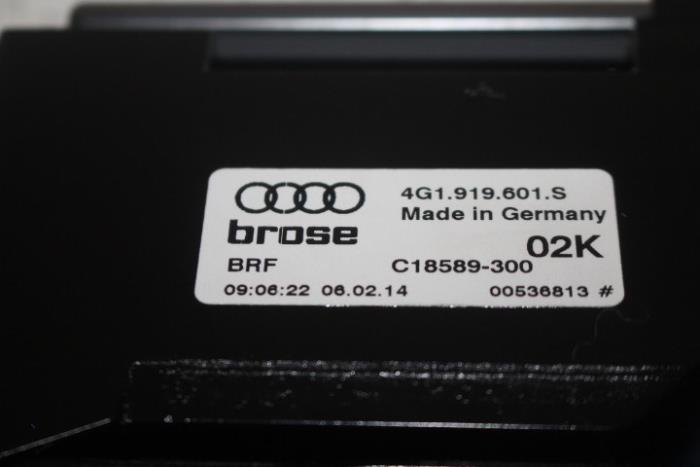 4G1.919.601.S
Made in Germany
brose
02K
BRF C18589-300
09:06:22 06.02.14 00536813 #